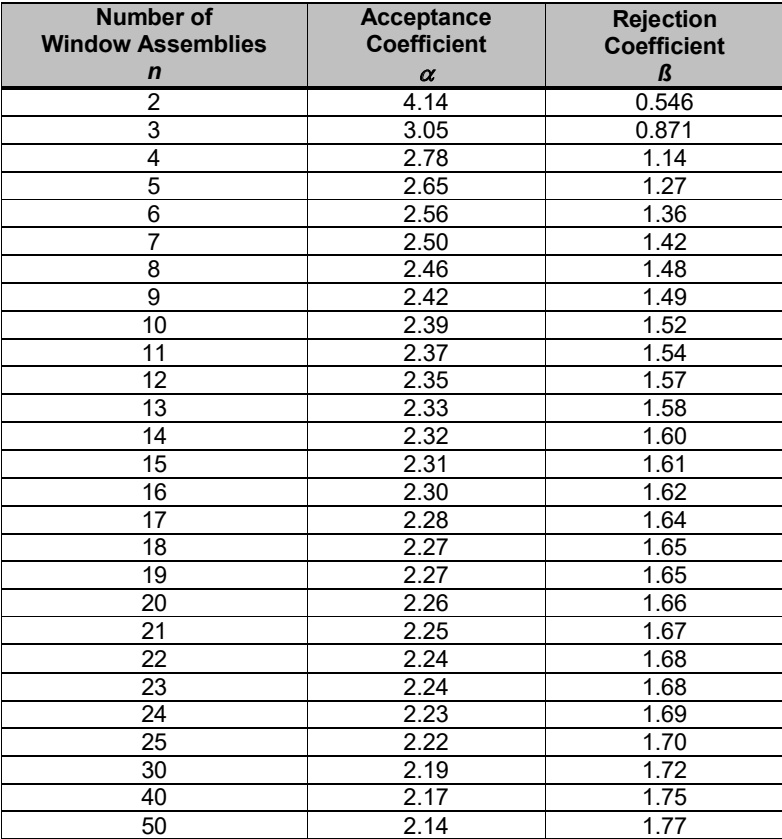 Number of Window Assemblies n Acceptance Coefficient α Rejection Coefficient ß
2 4.14 0.546
3 3.05 0.871
4 2.78 1.14
5 2.65 1.27
6 2.56 1.36
7 2.50 1.42
8 2.46 1.48
9 2.42 1.49
10 2.39 1.52
11 2.37 1.54
12 2.35 1.57
13 2.33 1.58
14 2.32 1.60
15 2.31 1.61
16 2.30 1.62
17 2.28 1.64
18 2.27 1.65
19 2.27 1.65
20 2.26 1.66
21 2.25 1.67
22 2.24 1.68
23 2.24 1.68
24 2.23 1.69
25 2.22 1.70
30 2.19 1.72
40 2.17 1.75
50 2.14 1.77